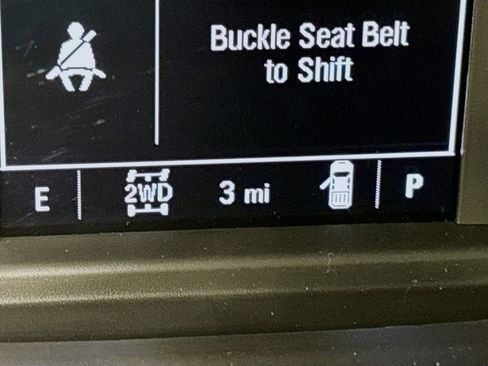 Buckle Seat Belt
to Shift
E 2WD 3 mi P